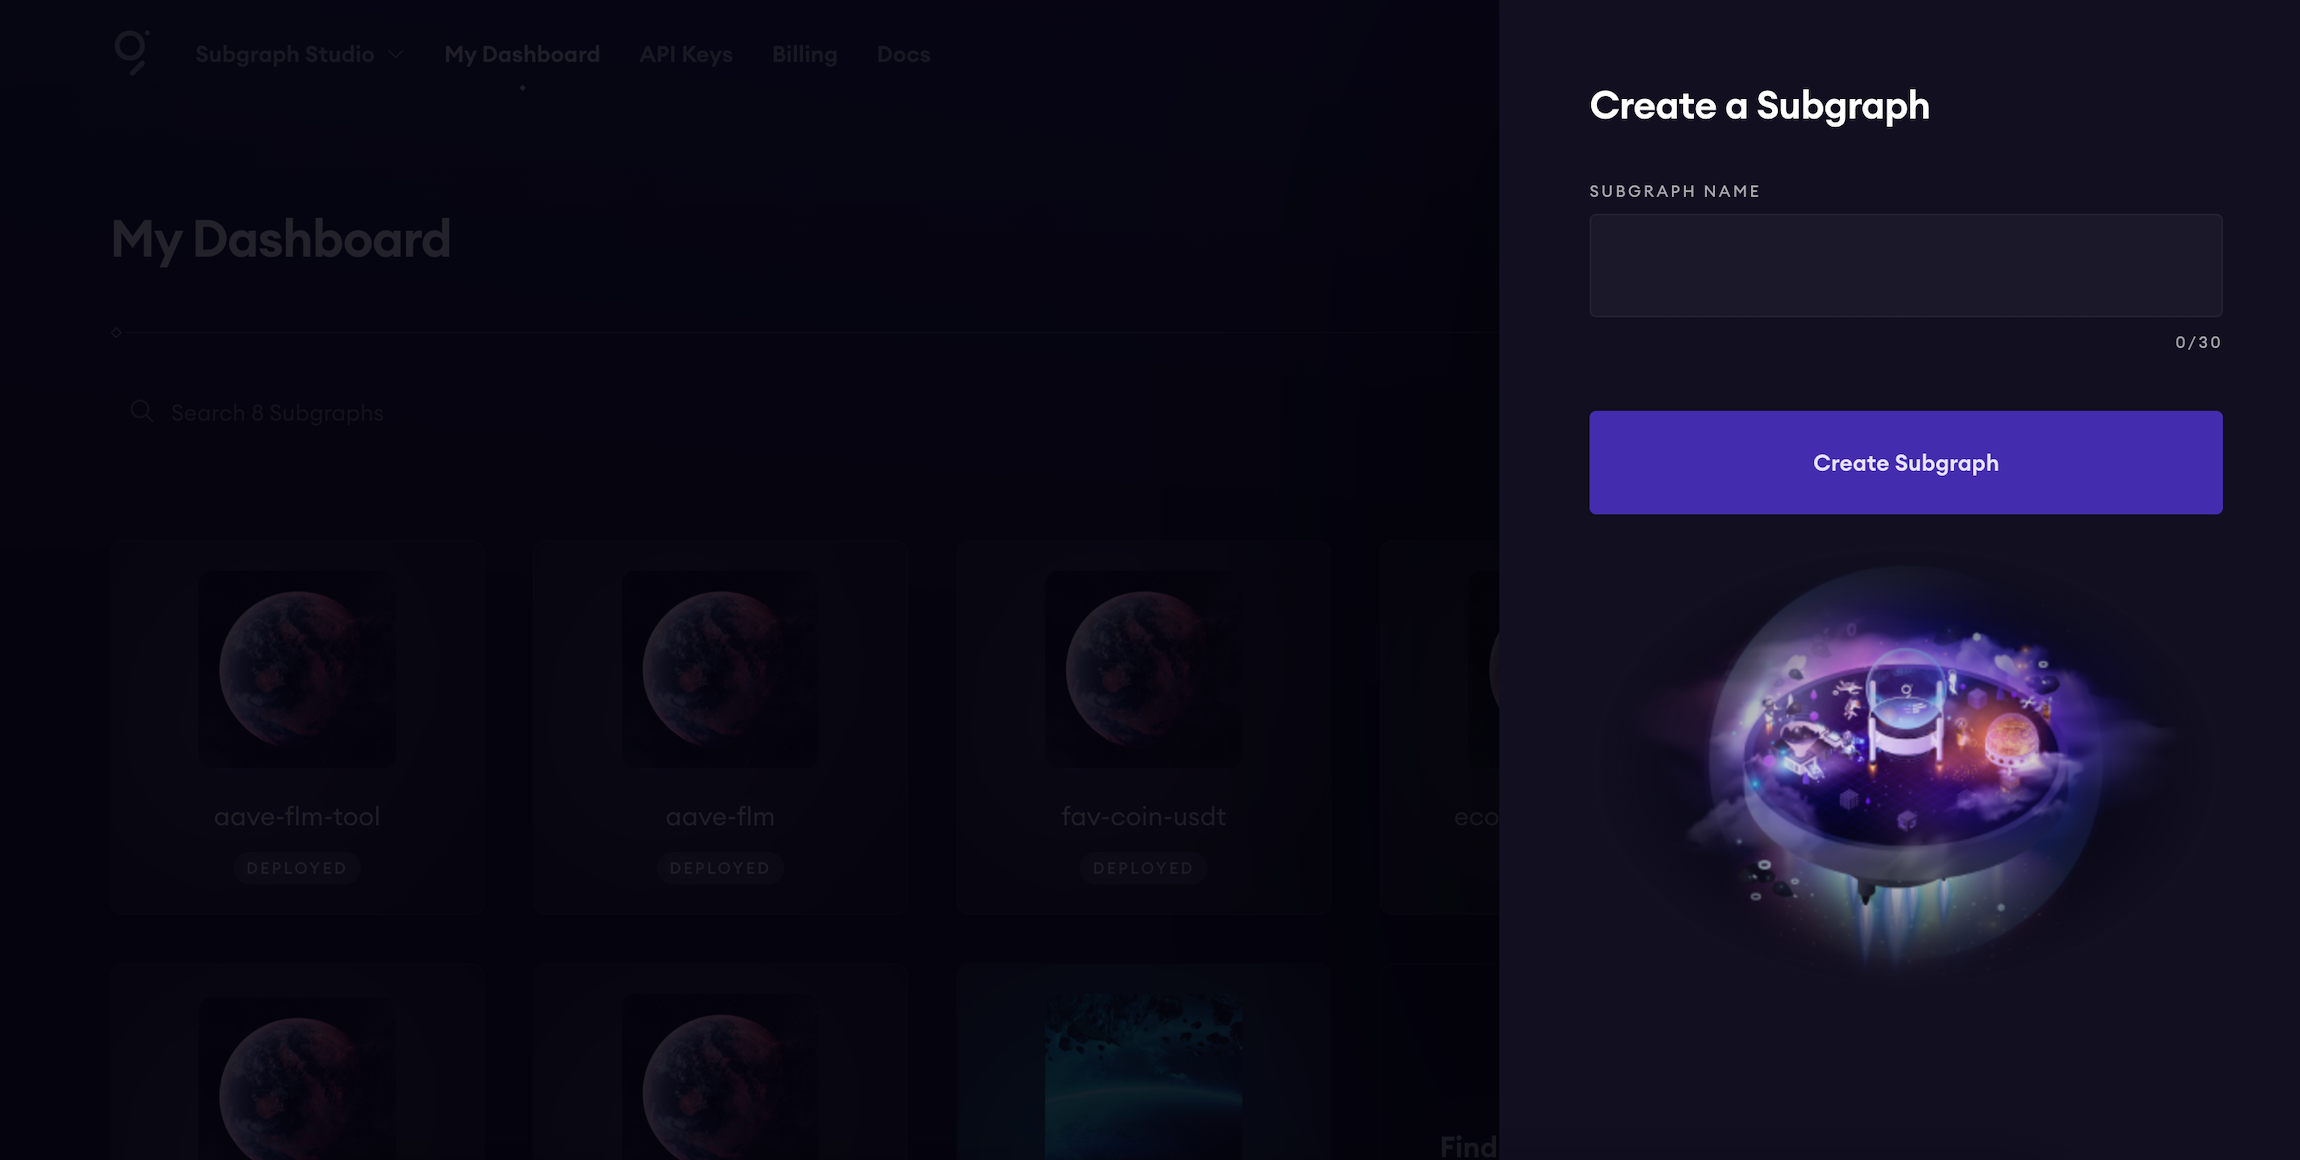 Subgraph Studio
My Dashboard
API Keys
Billing
Docs
My Dashboard
Search 8 Subgraphs
aave-flm-tool
DEPLOYED
aave-flm
DEPLOYED
fav-coin-usdt
DEPLOYED
eco
Find
Create a Subgraph
SUBGRAPH NAME
0/30
Create Subgraph